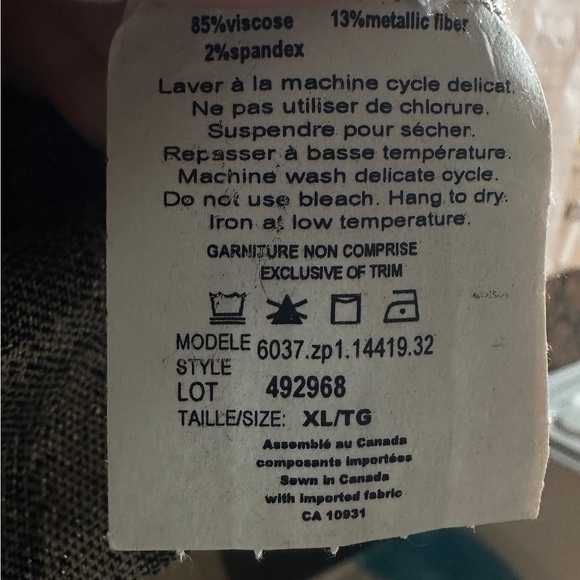 85%viscose 13%metallic fiber
2%spandex
Laver à la machine cycle delicat.
Ne pas utiliser de chlorure.
Suspendre pour sécher.
Repasser à basse température.
Machine wash delicate cycle.
Do not use bleach. Hang to dry.
Iron at low temperature.
GARNITURE NON COMPRISE
EXCLUSIVE OF TRIM
MODELE
STYLE 6037.zp1.14419.32
LOT 492968
TAILLE/SIZE: XL/TG
Assemblé au Canada
composants importées
Sewn in Canada
with imported fabric
CA 10931